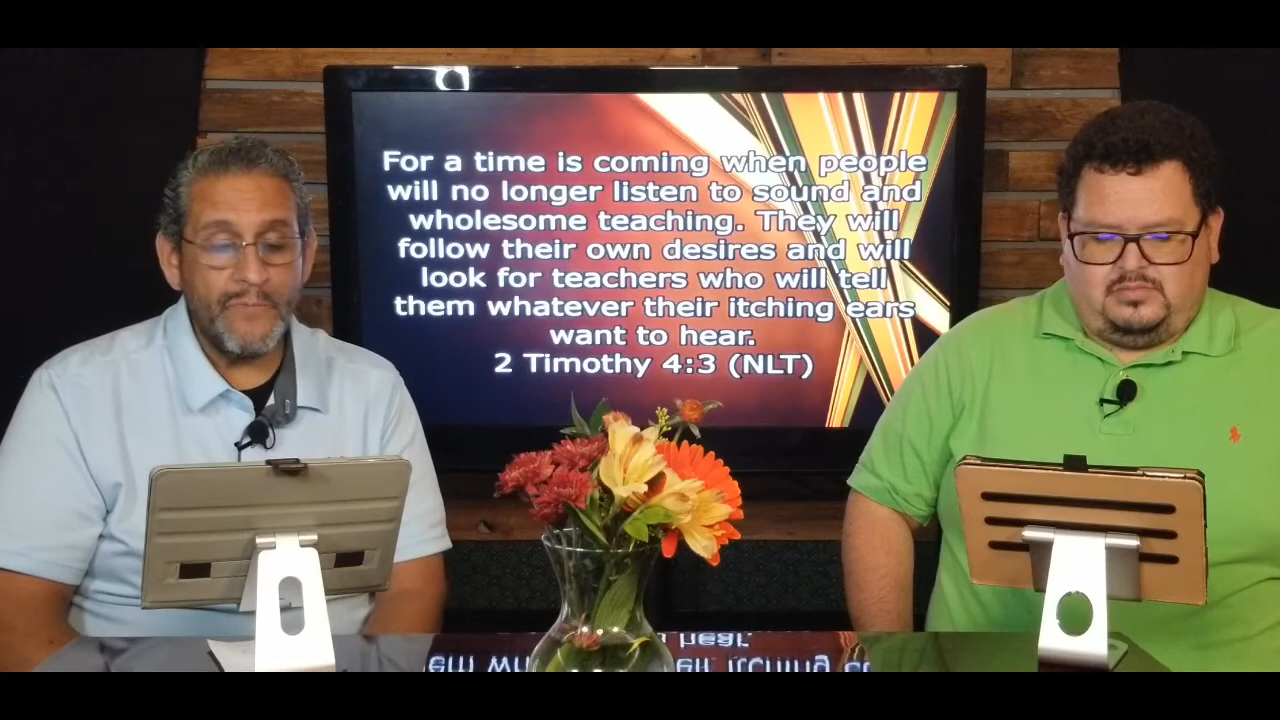 For a time is coming when people
will no longer listen to sound and
wholesome teaching. They will
follow their own desires and will
look for teachers who will tell
them whatever their itching ears
want to hear.
2 Timothy 4:3 (NLT)